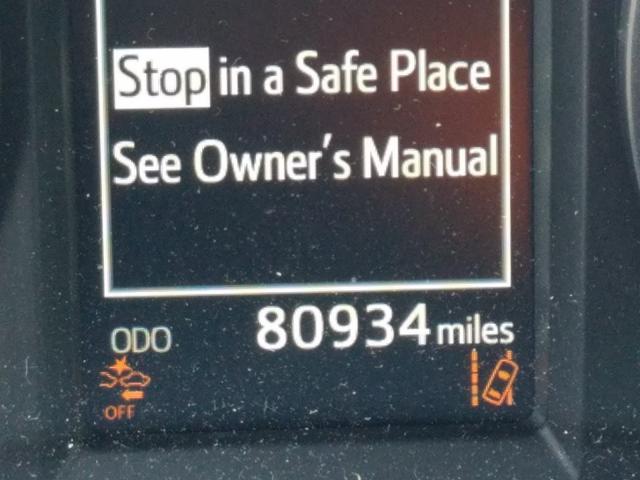 Stop in a Safe Place
See Owner's Manual
ODO 80934 miles
OFF